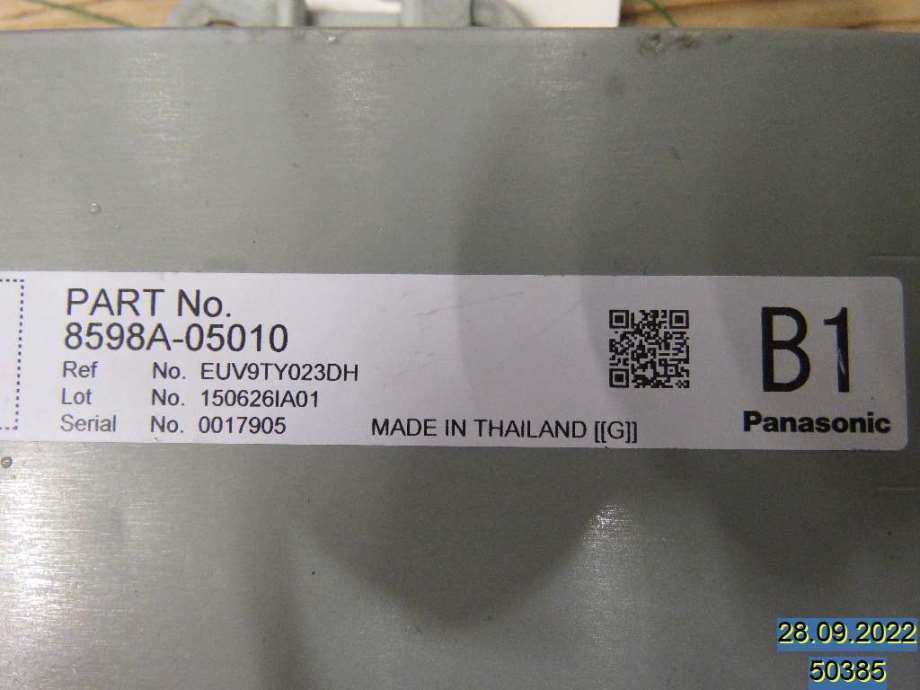 PART No.
8598A-05010
Ref No. EUV9TY023DH
Lot No. 150626IA01
Serial No. 0017905
MADE IN THAILAND [[G]]
B1
Panasonic
28.09.2022
50385